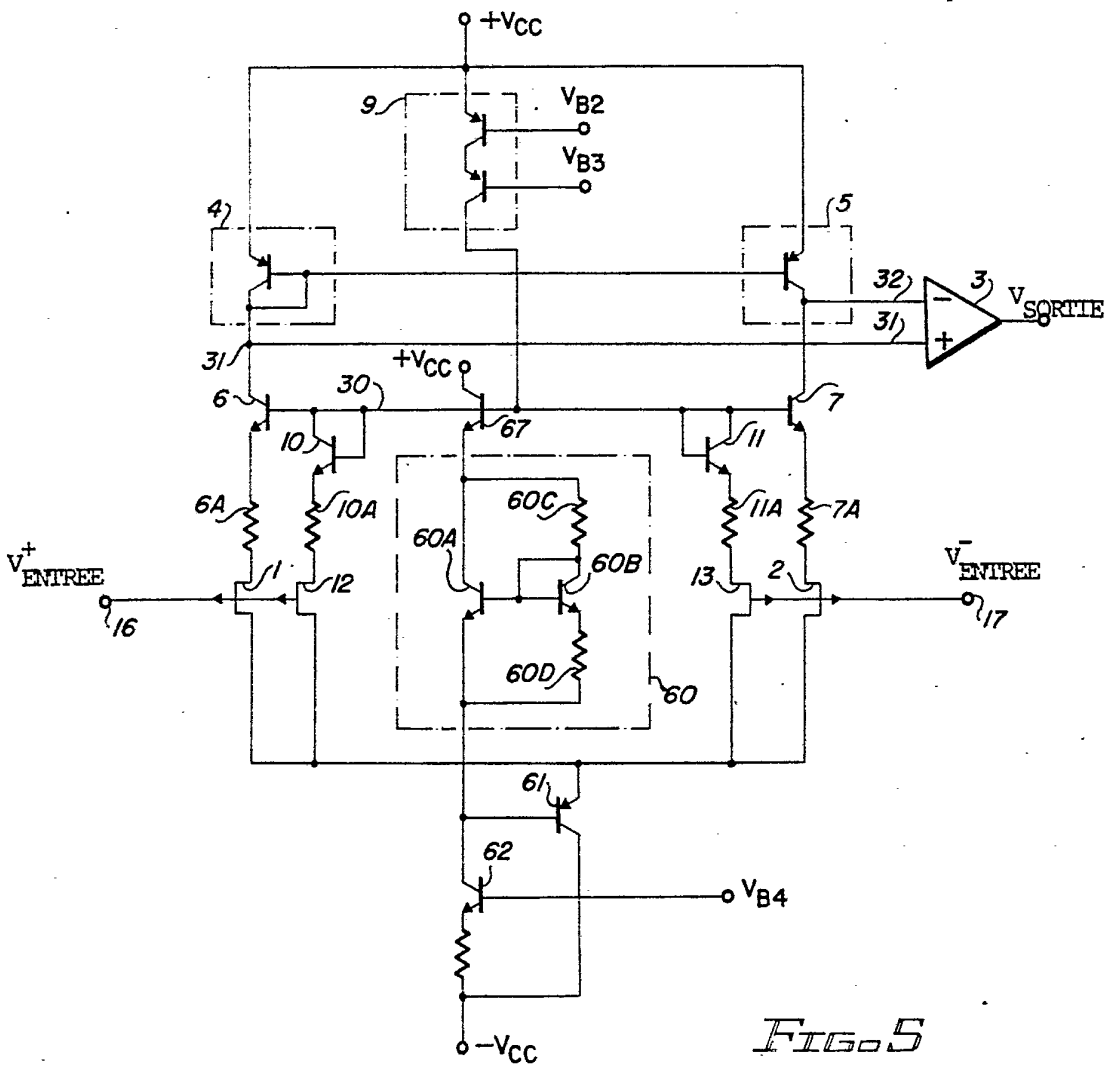 +VCC
9
VB2
VB3
4
5
32
3
VSORTIE
−
31
+
31
+VCC
6
30
67
7
10
11
6A
10A
60C
11A
7A
60A
60B
V+ENTREE
1
12
13
2
V-ENTREE
16
17
60D
60
61
62
VB4
−VCC
FIG. 5